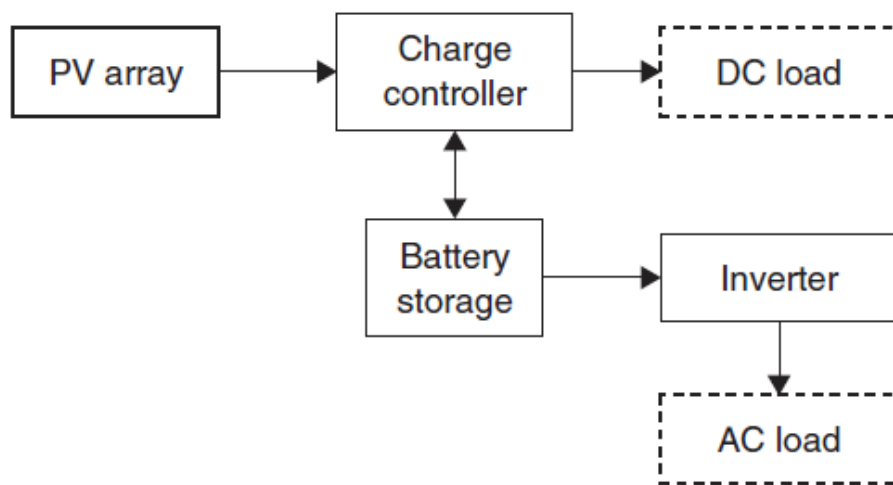 PV array
Charge
controller
DC load
Battery
storage
Inverter
AC load